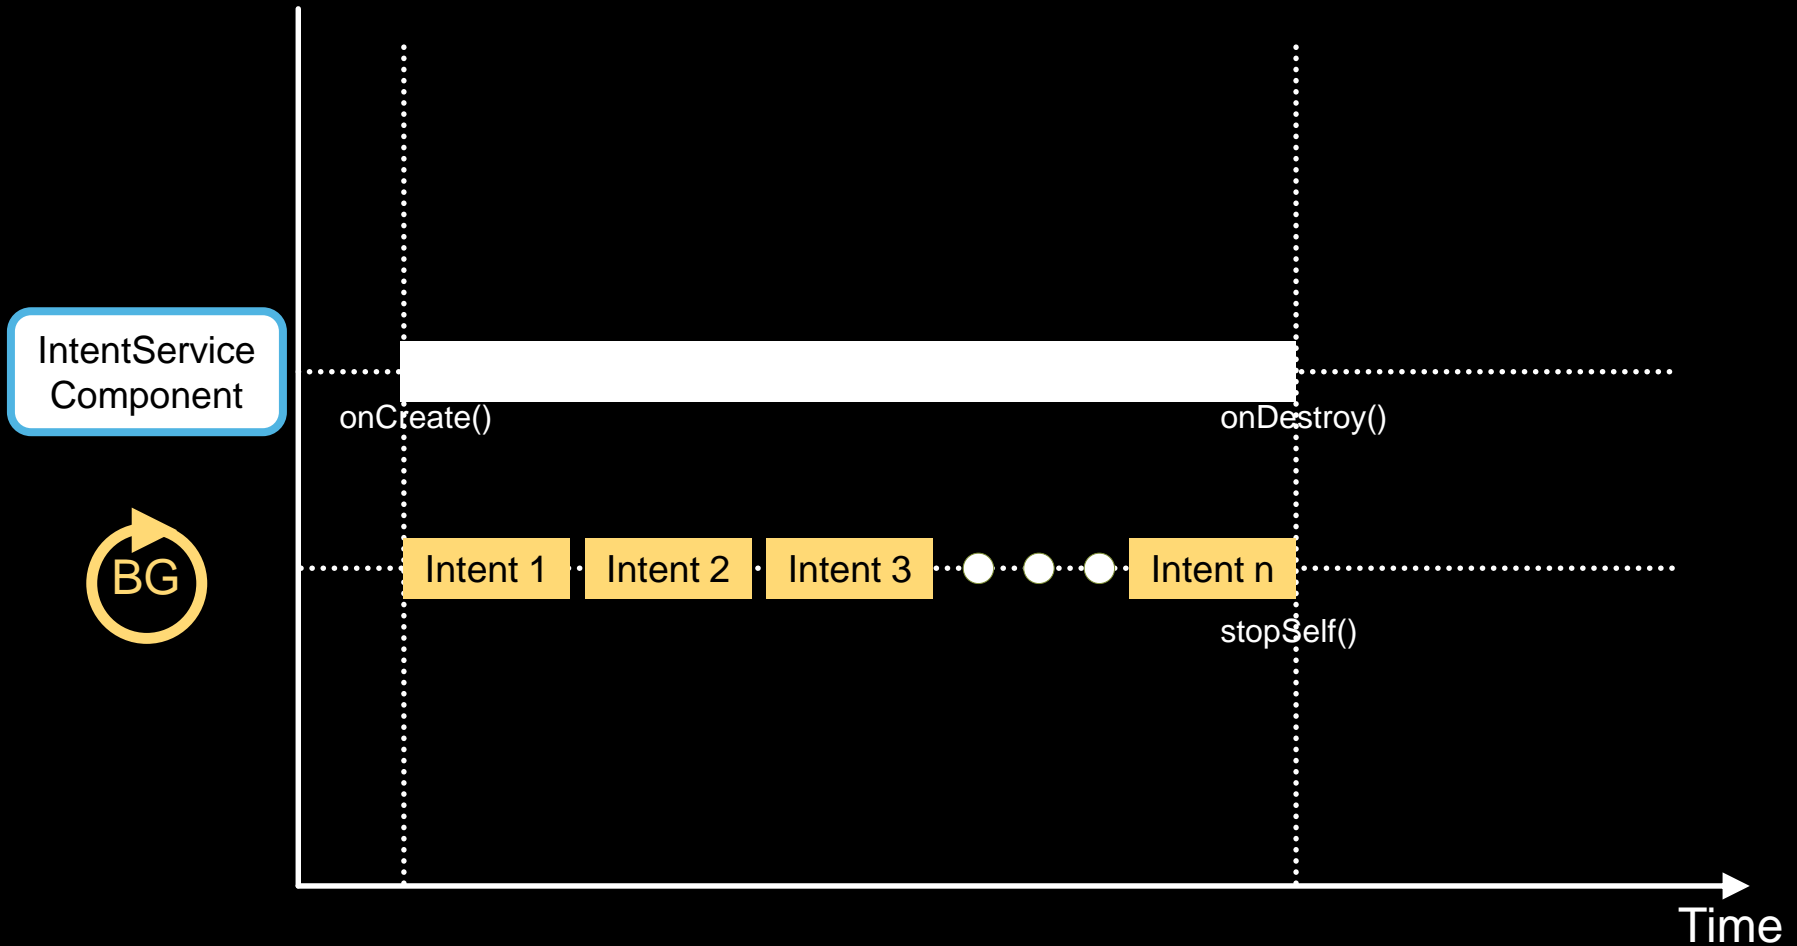 IntentService
Component
onCreate()
onDestroy()
BG
Intent 1
Intent 2
Intent 3
Intent n
stopSelf()
Time